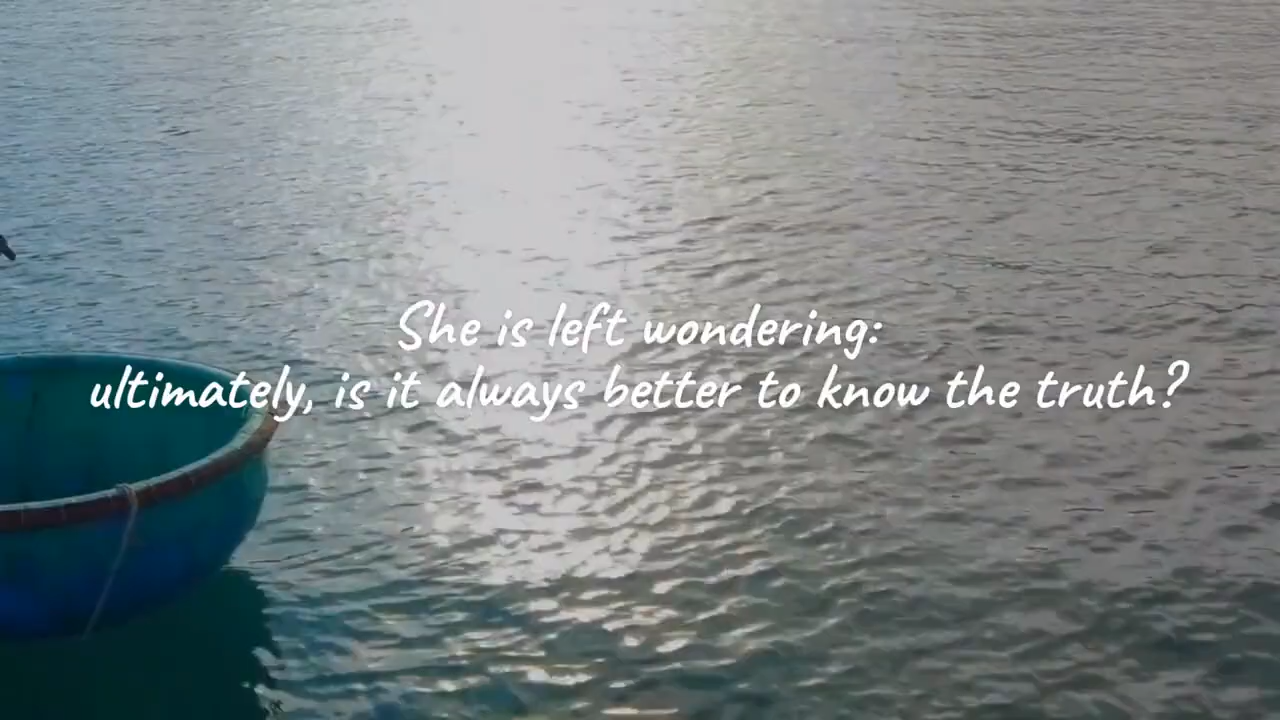 She is left wondering:
ultimately, is it always better to know the truth?